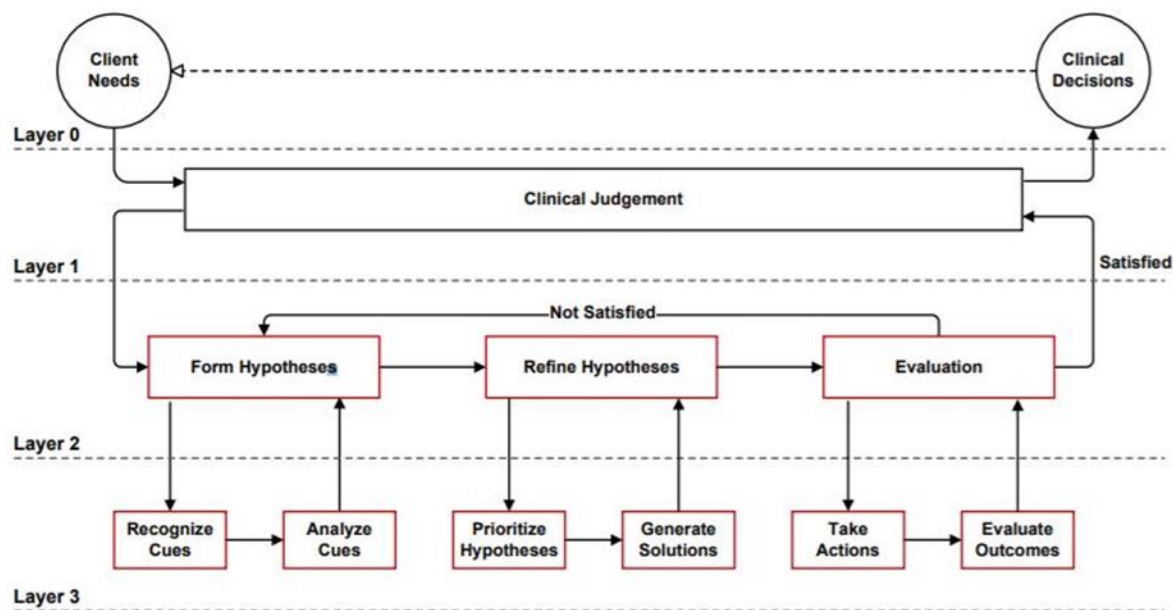 Client
Needs
Clinical
Decisions
Layer 0
Clinical Judgement
Layer 1
Satisfied
Not Satisfied
Form Hypotheses
Refine Hypotheses
Evaluation
Layer 2
Recognize
Cues
Analyze
Cues
Prioritize
Hypotheses
Generate
Solutions
Take
Actions
Evaluate
Outcomes
Layer 3